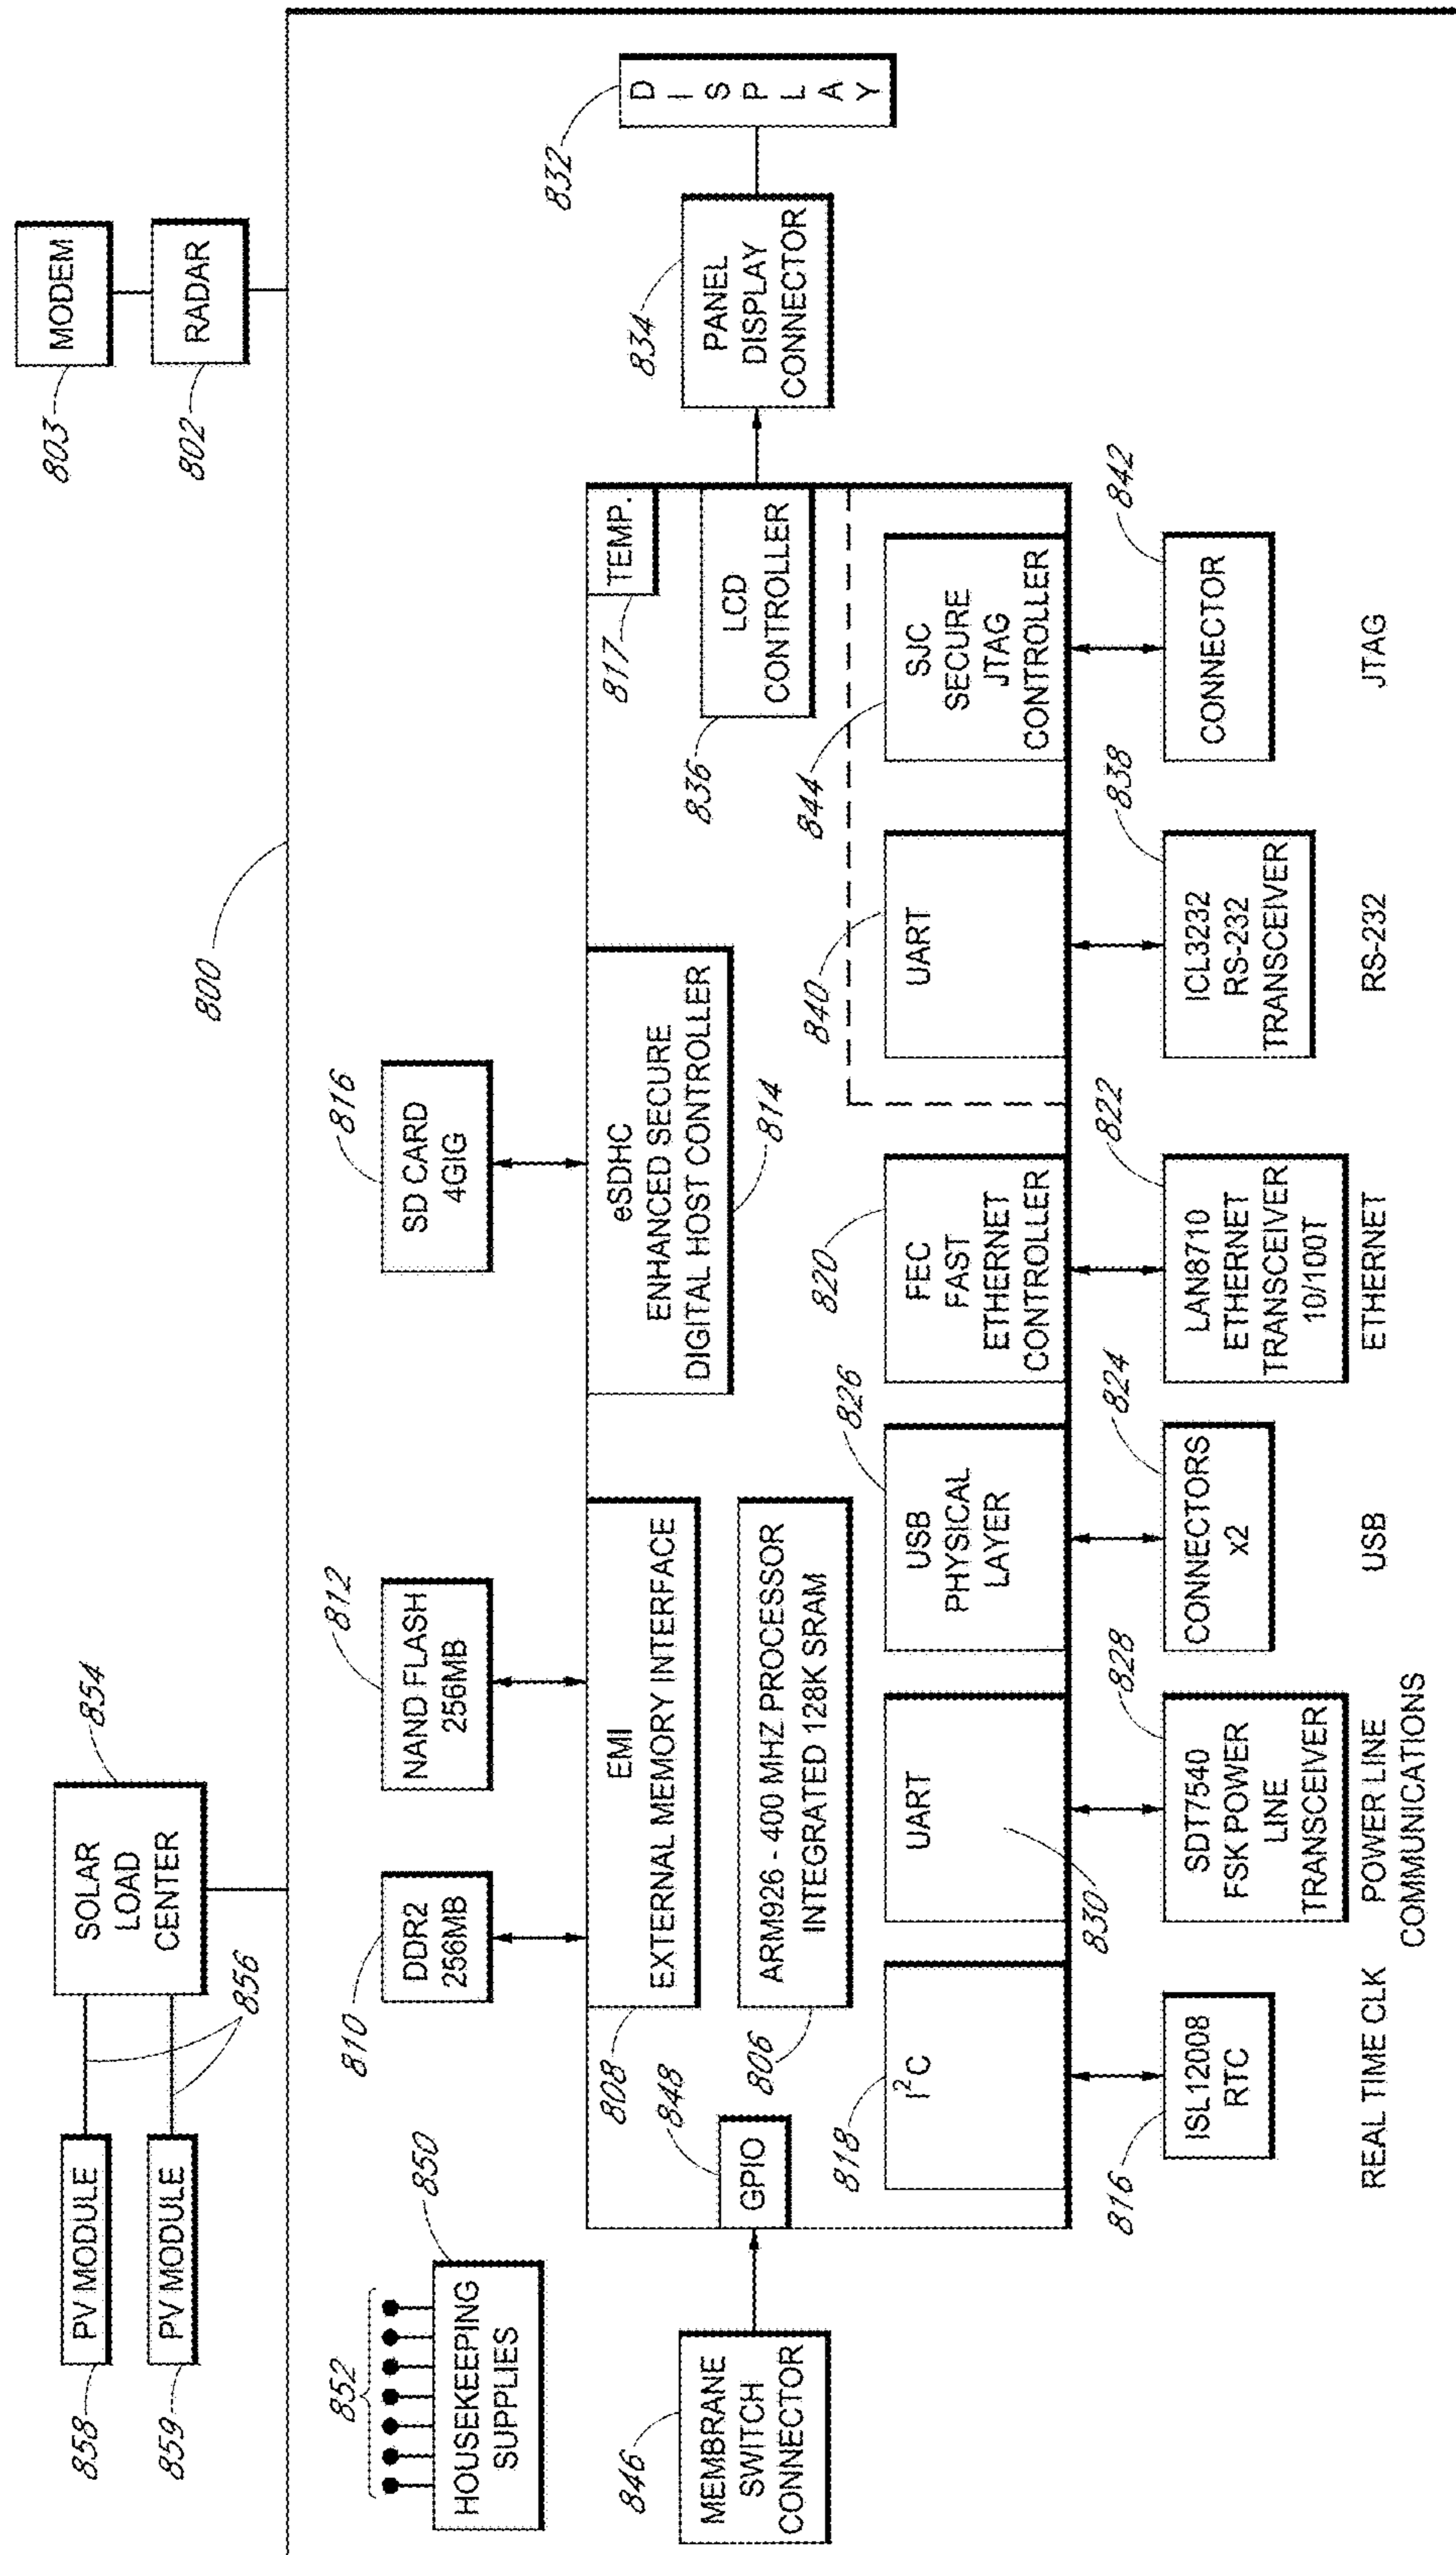 858
PV MODULE
859
PV MODULE
856
SOLAR
LOAD
CENTER
854
MODEM
803
RADAR
802
800
852
HOUSEKEEPING
SUPPLIES
850
DDR2
256MB
810
NAND FLASH
256MB
812
SD CARD
4GIG
816
EMI
EXTERNAL MEMORY INTERFACE
808
eSDHC
ENHANCED SECURE
DIGITAL HOST CONTROLLER
814
TEMP.
817
MEMBRANE
SWITCH
CONNECTOR
846
GPIO
848
ARM926 - 400 MHZ PROCESSOR
INTEGRATED 128K SRAM
806
LCD
CONTROLLER
836
PANEL
DISPLAY
CONNECTOR
834
D
I
S
P
L
A
Y
832
I²C
818
UART
830
USB
PHYSICAL
LAYER
826
FEC
FAST
ETHERNET
CONTROLLER
820
UART
840
SJC
SECURE
JTAG
CONTROLLER
844
ISL12008
RTC
816
SDT7540
FSK POWER
LINE
TRANSCEIVER
828
CONNECTORS
x2
824
LAN8710
ETHERNET
TRANSCEIVER
10/100T
822
ICL3232
RS-232
TRANSCEIVER
838
CONNECTOR
842
REAL TIME CLK
POWER LINE
COMMUNICATIONS
USB
ETHERNET
RS-232
JTAG